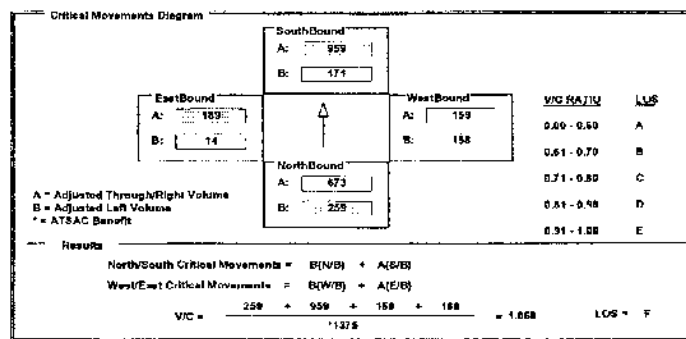 Critical Movements Diagram
SouthBound
A: 959
B: 171
EastBound
A: 189
B: 14
WestBound
A: 159
B: 158
NorthBound
A: 673
B: 259
V/C RATIO LOS
0.00 - 0.60 A
0.61 - 0.70 B
0.71 - 0.80 C
0.81 - 0.90 D
0.91 - 1.00 E
A = Adjusted Through/Right Volume
B = Adjusted Left Volume
* = ATSAC Benefit
Results
North/South Critical Movements = B(N/B) + A(S/B)
West/East Critical Movements = B(W/B) + A(E/B)
V/C = 259 + 959 + + = 1.068 LOS = F
*1375